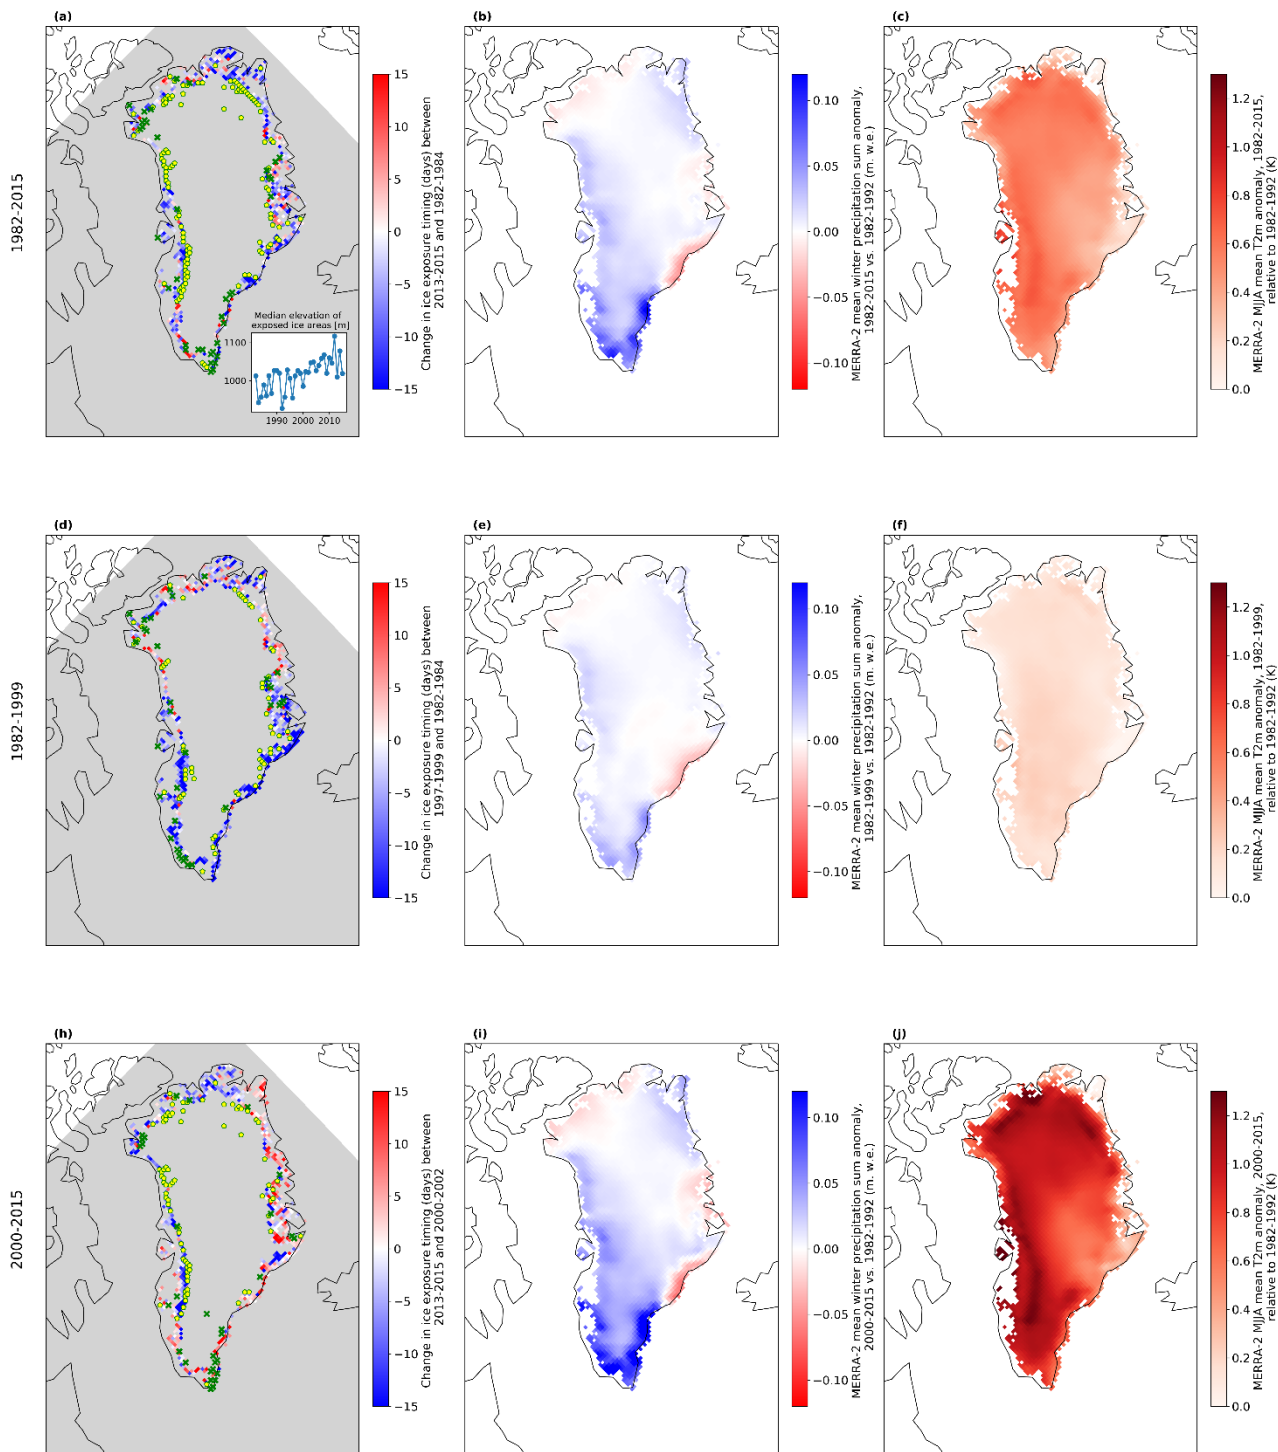 (a)
(b)
(c)
1982-2015
15
10
5
0
−5
−10
−15
Change in ice exposure timing (days) between
2013-2015 and 1982-1984
Median elevation of
exposed ice areas [m]
1100
1000
1990 2000 2010
0.10
0.05
0.00
−0.05
−0.10
MERRA-2 mean winter precipitation sum anomaly,
1982-2015 vs. 1982-1992 (m. w.e.)
1.2
1.0
0.8
0.6
0.4
0.2
0.0
MERRA-2 MJJA mean T2m anomaly, 1982-2015,
relative to 1982-1992 (K)
(d)
(e)
(f)
1982-1999
15
10
5
0
−5
−10
−15
Change in ice exposure timing (days) between
1997-1999 and 1982-1984
0.10
0.05
0.00
−0.05
−0.10
MERRA-2 mean winter precipitation sum anomaly,
1982-1999 vs. 1982-1992 (m. w.e.)
1.2
1.0
0.8
0.6
0.4
0.2
0.0
MERRA-2 MJJA mean T2m anomaly, 1982-1999,
relative to 1982-1992 (K)
(h)
(i)
(j)
2000-2015
15
10
5
0
−5
−10
−15
Change in ice exposure timing (days) between
2013-2015 and 2000-2002
0.10
0.05
0.00
−0.05
−0.10
MERRA-2 mean winter precipitation sum anomaly,
2000-2015 vs. 1982-1992 (m. w.e.)
1.2
1.0
0.8
0.6
0.4
0.2
0.0
MERRA-2 MJJA mean T2m anomaly, 2000-2015,
relative to 1982-1992 (K)